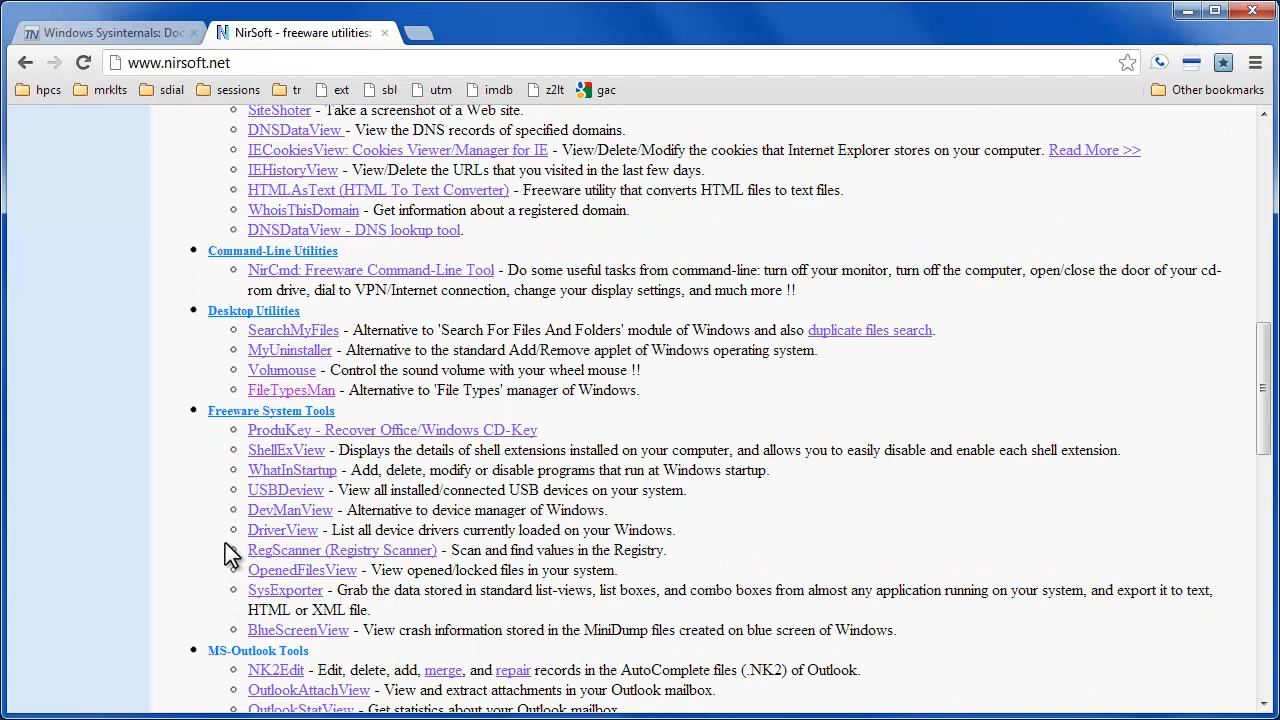 Windows Sysinternals: Doc
NirSoft - freeware utilities:
www.nirsoft.net
hpcs mrklts sdial sessions tr ext sbl utm imdb z2lt gac Other bookmarks
SiteShoter - Take a screenshot of a Web site.
DNSDataView - View the DNS records of specified domains.
IECookiesView: Cookies Viewer/Manager for IE - View/Delete/Modify the cookies that Internet Explorer stores on your computer. Read More >>
IEHistoryView - View/Delete the URLs that you visited in the last few days.
HTMLAsText (HTML To Text Converter) - Freeware utility that converts HTML files to text files.
WhoisThisDomain - Get information about a registered domain.
DNSDataView - DNS lookup tool.
Command-Line Utilities
NirCmd: Freeware Command-Line Tool - Do some useful tasks from command-line: turn off your monitor, turn off the computer, open/close the door of your cd-
rom drive, dial to VPN/Internet connection, change your display settings, and much more !!
Desktop Utilities
SearchMyFiles - Alternative to 'Search For Files And Folders' module of Windows and also duplicate files search.
MyUninstaller - Alternative to the standard Add/Remove applet of Windows operating system.
Volumouse - Control the sound volume with your wheel mouse !!
FileTypesMan - Alternative to 'File Types' manager of Windows.
Freeware System Tools
ProduKey - Recover Office/Windows CD-Key
ShellExView - Displays the details of shell extensions installed on your computer, and allows you to easily disable and enable each shell extension.
WhatInStartup - Add, delete, modify or disable programs that run at Windows startup.
USBDeview - View all installed/connected USB devices on your system.
DevManView - Alternative to device manager of Windows.
DriverView - List all device drivers currently loaded on your Windows.
RegScanner (Registry Scanner) - Scan and find values in the Registry.
OpenedFilesView - View opened/locked files in your system.
SysExporter - Grab the data stored in standard list-views, list boxes, and combo boxes from almost any application running on your system, and export it to text,
HTML or XML file.
BlueScreenView - View crash information stored in the MiniDump files created on blue screen of Windows.
MS-Outlook Tools
NK2Edit - Edit, delete, add, merge, and repair records in the AutoComplete files (.NK2) of Outlook.
OutlookAttachView - View and extract attachments in your Outlook mailbox.
OutlookStatView - Get statistics about your Outlook mailbox.